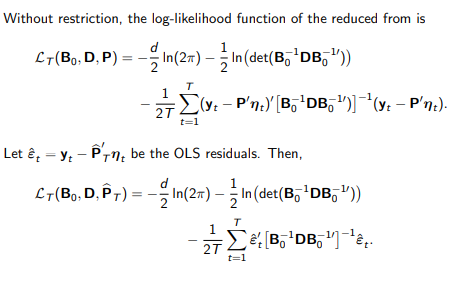 Without restriction, the log-likelihood function of the reduced from is
ℒ_T(B₀, D, P) = −d/2 ln(2π) − 1/2 ln(det(B₀⁻¹DB₀⁻¹′))
− 1/2T ∑_{t=1}^{T} (y_t − P′η_t)′[B₀⁻¹DB₀⁻¹′]⁻¹(y_t − P′η_t).
Let ε̂_t = y_t − P̂′_T η_t be the OLS residuals. Then,
ℒ_T(B₀, D, P̂_T) = −d/2 ln(2π) − 1/2 ln(det(B₀⁻¹DB₀⁻¹′))
− 1/2T ∑_{t=1}^{T} ε̂′_t[B₀⁻¹DB₀⁻¹′]⁻¹ε̂_t.